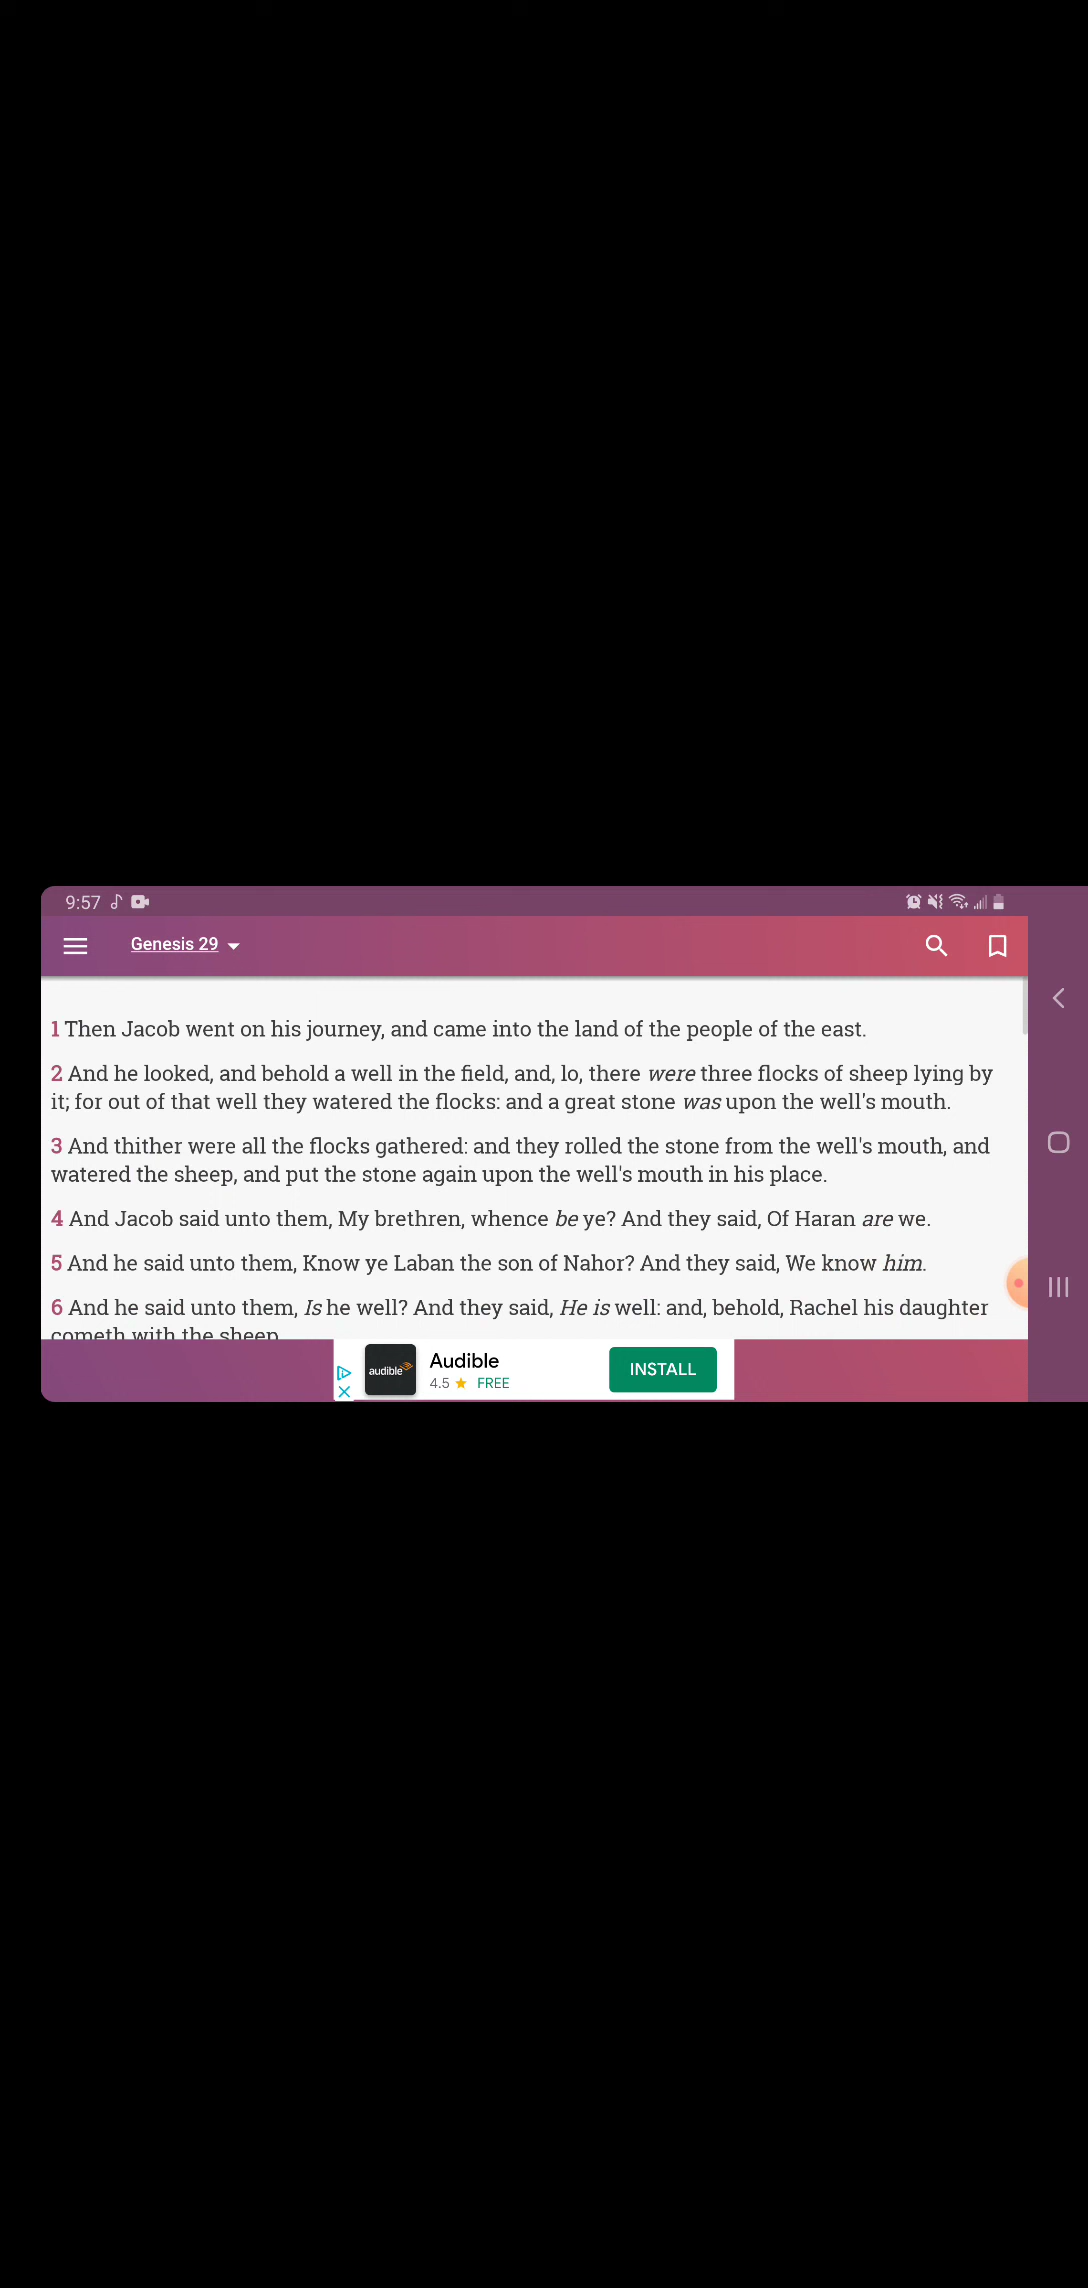 9:57
Genesis 29
1 Then Jacob went on his journey, and came into the land of the people of the east.
2 And he looked, and behold a well in the field, and, lo, there were three flocks of sheep lying by
it; for out of that well they watered the flocks: and a great stone was upon the well's mouth.
3 And thither were all the flocks gathered: and they rolled the stone from the well's mouth, and
watered the sheep, and put the stone again upon the well's mouth in his place.
4 And Jacob said unto them, My brethren, whence be ye? And they said, Of Haran are we.
5 And he said unto them, Know ye Laban the son of Nahor? And they said, We know him.
6 And he said unto them, Is he well? And they said, He is well: and, behold, Rachel his daughter
cometh with the sheep
audible
Audible
4.5 ★ FREE
INSTALL